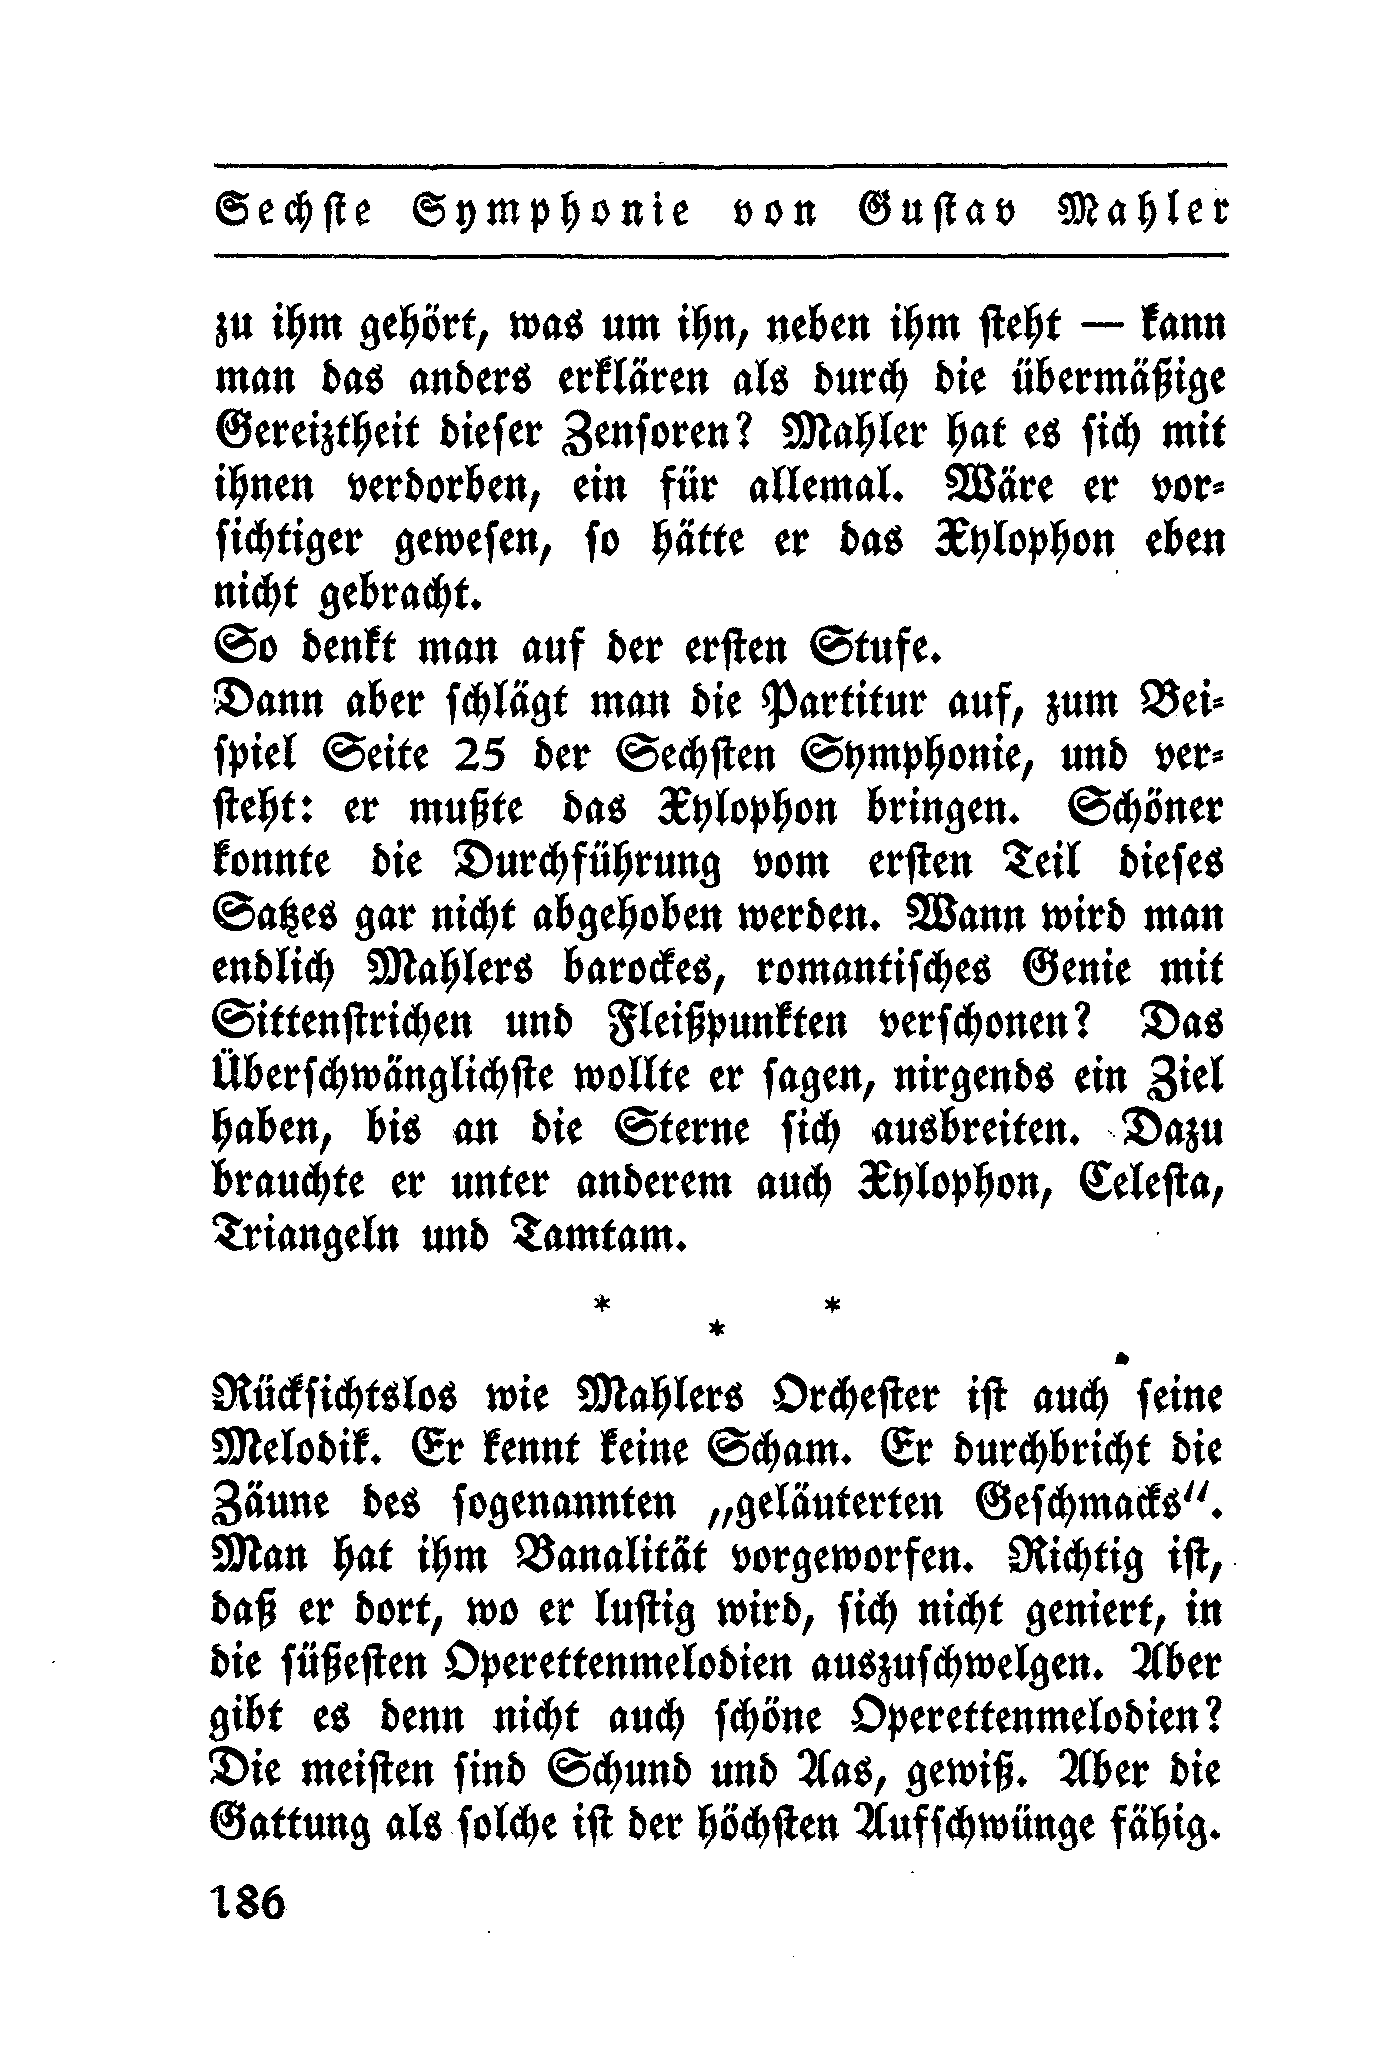 Sechste Symphonie von Gustav Mahler
zu ihm gehört, was um ihn, neben ihm steht — kann
man das anders erklären als durch die übermäßige
Gereiztheit dieser Zensoren? Mahler hat es sich mit
ihnen verdorben, ein für allemal. Wäre er vor-
sichtiger gewesen, so hätte er das Xylophon eben
nicht gebracht.
So denkt man auf der ersten Stufe.
Dann aber schlägt man die Partitur auf, zum Bei-
spiel Seite 25 der Sechsten Symphonie, und ver-
steht: er mußte das Xylophon bringen. Schöner
konnte die Durchführung vom ersten Teil dieses
Satzes gar nicht abgehoben werden. Wann wird man
endlich Mahlers barockes, romantisches Genie mit
Sittenstrichen und Fleißpunkten verschonen? Das
Überschwänglichste wollte er sagen, nirgends ein Ziel
haben, bis an die Sterne sich ausbreiten. Dazu
brauchte er unter anderem auch Xylophon, Celesta,
Triangeln und Tamtam.
* * *
Rücksichtslos wie Mahlers Orchester ist auch seine
Melodik. Er kennt keine Scham. Er durchbricht die
Zäune des sogenannten „geläuterten Geschmacks“.
Man hat ihm Banalität vorgeworfen. Richtig ist,
daß er dort, wo er lustig wird, sich nicht geniert, in
die süßesten Operettenmelodien auszuschwelgen. Aber
gibt es denn nicht auch schöne Operettenmelodien?
Die meisten sind Schund und Aas, gewiß. Aber die
Gattung als solche ist der höchsten Aufschwünge fähig.
186